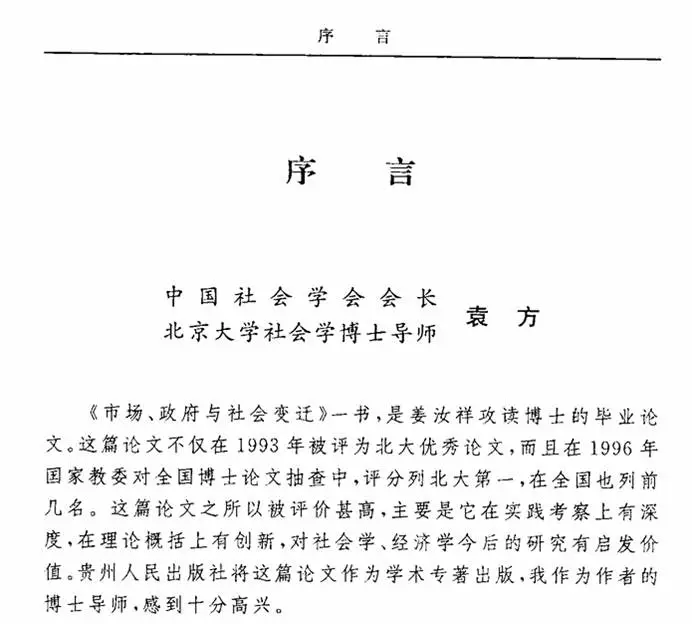 序 言
序 言
中国社会学会会长
北京大学社会学博士导师 袁 方
《市场、政府与社会变迁》一书,是姜汝祥攻读博士的毕业论
文。这篇论文不仅在1993年被评为北大优秀论文,而且在1996年
国家教委对全国博士论文抽查中,评分列北大第一,在全国也列前
几名。这篇论文之所以被评价甚高,主要是它在实践考察上有深
度,在理论概括上有创新,对社会学、经济学今后的研究有启发价
值。贵州人民出版社将这篇论文作为学术专著出版,我作为作者的
博士导师,感到十分高兴。